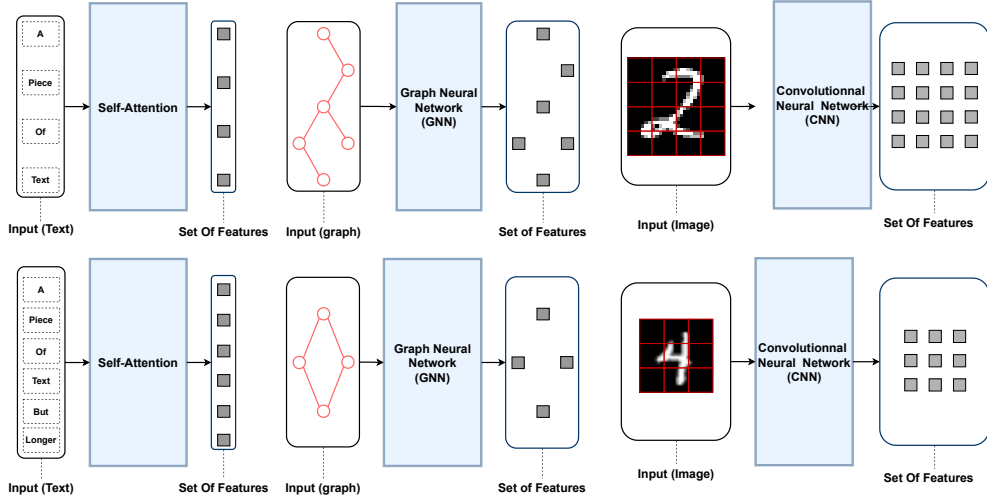 A
Piece
Of
Text
Input (Text)
Self-Attention
Set Of Features
Input (graph)
Graph Neural
Network
(GNN)
Set of Features
Input (Image)
Convolutionnal
Neural Network
(CNN)
Set Of Features
A
Piece
Of
Text
But
Longer
Input (Text)
Self-Attention
Set Of Features
Input (graph)
Graph Neural
Network
(GNN)
Set of Features
4
Input (Image)
Convolutionnal
Neural Network
(CNN)
Set Of Features